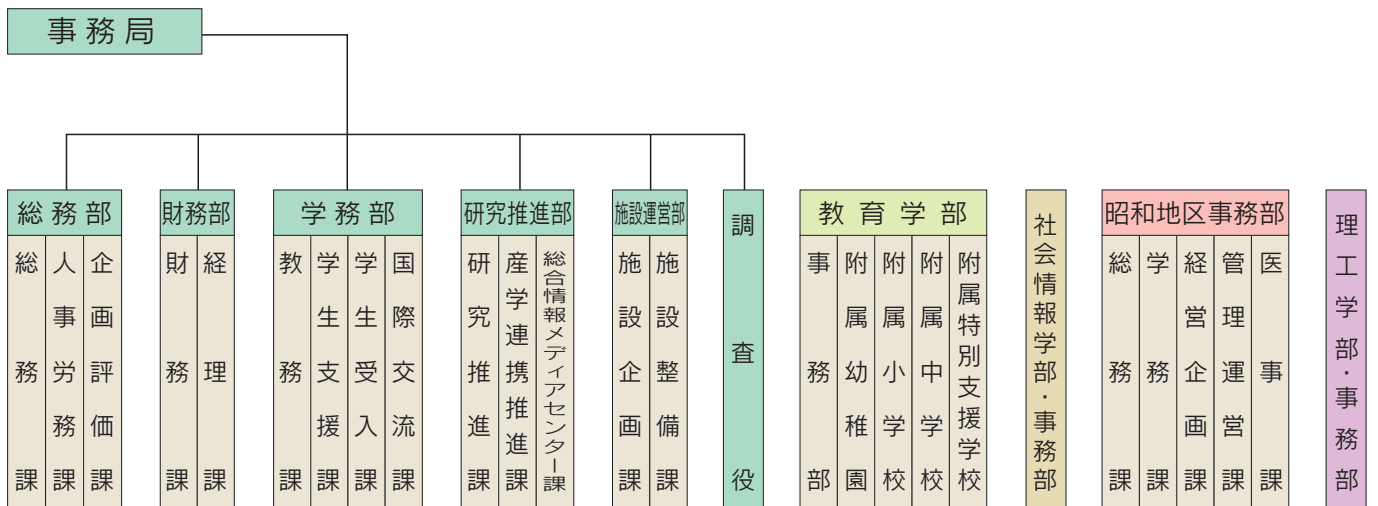 事務局
総務部
総務課
人事労務課
企画評価課
財務部
財務課
経理課
学務部
教務課
学生支援課
学生受入課
国際交流課
研究推進部
研究推進課
産学連携推進課
総合情報メディアセンター課
施設運営部
施設企画課
施設整備課
調査役
教育学部
事務部
附属幼稚園
附属小学校
附属中学校
附属特別支援学校
社会情報学部・事務部
昭和地区事務部
総務課
学務課
経営企画課
管理運営課
医事課
理工学部・事務部